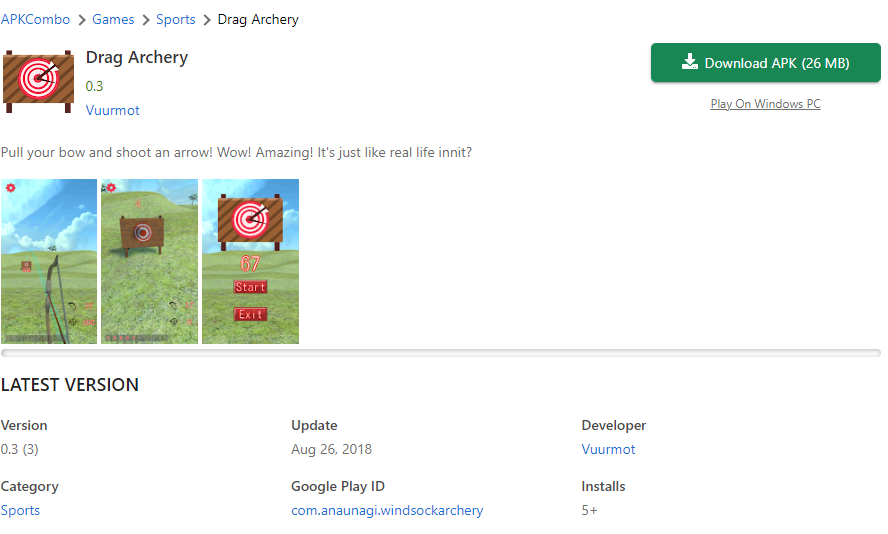 APKCombo > Games > Sports > Drag Archery
Drag Archery
0.3
Vuurmot
Download APK (26 MB)
Play On Windows PC
Pull your bow and shoot an arrow! Wow! Amazing! It's just like real life innit?
67
Start
Exit
LATEST VERSION
Version
Update
Developer
0.3 (3)
Aug 26, 2018
Vuurmot
Category
Google Play ID
Installs
Sports
com.anaunagi.windsockarchery
5+